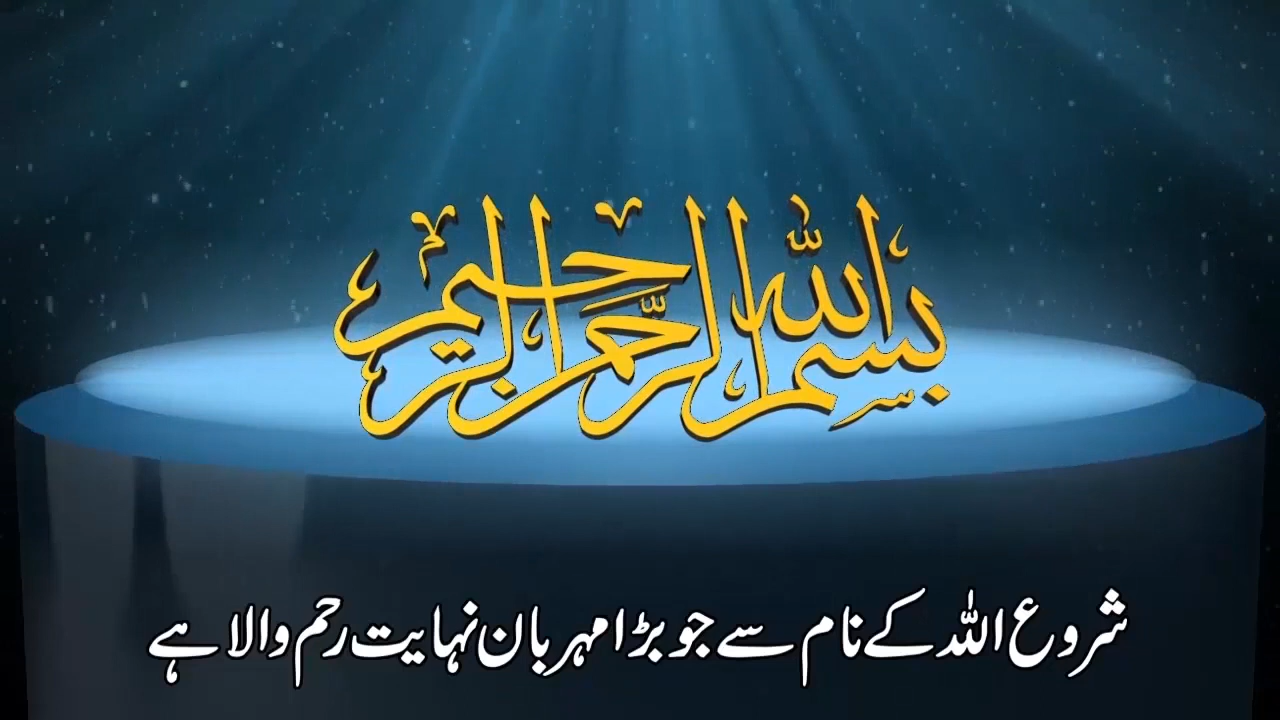 بسم الله الرحمن الرحيم
شروع اللہ کے نام سے جو بڑا مہربان نہایت رحم والا ہے